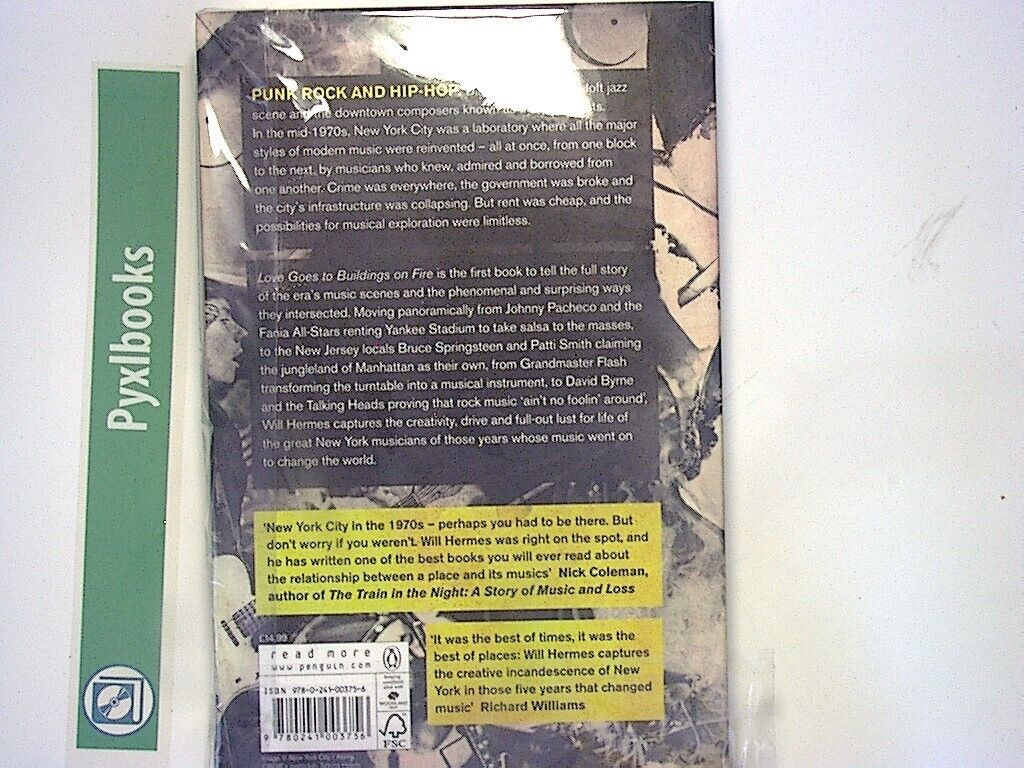 Pyxlbooks
PUNK ROCK AND HIP-HOP. loft jazz
scene and the downtown composers
In the mid-1970s, New York City was a laboratory where all the major
styles of modern music were reinvented – all at once, from one block
to the next, by musicians who knew, admired and borrowed from
one another. Crime was everywhere, the government was broke and
the city's infrastructure was collapsing. But rent was cheap, and the
possibilities for musical exploration were limitless.
Love Goes to Buildings on Fire is the first book to tell the full story
of the era's music scenes and the phenomenal and surprising ways
they intersected. Moving panoramically from Johnny Pacheco and the
Fania All-Stars renting Yankee Stadium to take salsa to the masses,
to the New Jersey locals Bruce Springsteen and Patti Smith claiming
the jungleland of Manhattan as their own, from Grandmaster Flash
transforming the turntable into a musical instrument, to David Byrne
and the Talking Heads proving that rock music 'ain't no foolin' around',
Will Hermes captures the creativity, drive and full-out lust for life of
the great New York musicians of those years whose music went on
to change the world.
'New York City in the 1970s – perhaps you had to be there. But
don't worry if you weren't. Will Hermes was right on the spot, and
he has written one of the best books you will ever read about
the relationship between a place and its musics' Nick Coleman,
author of The Train in the Night: A Story of Music and Loss
£14.99
read more
www.penguin.com
ISBN 978-0-241-00375-6
9 780241 003756
FSC
'It was the best of times, it was the
best of places: Will Hermes captures
the creative incandescence of New
York in those five years that changed
music' Richard Williams